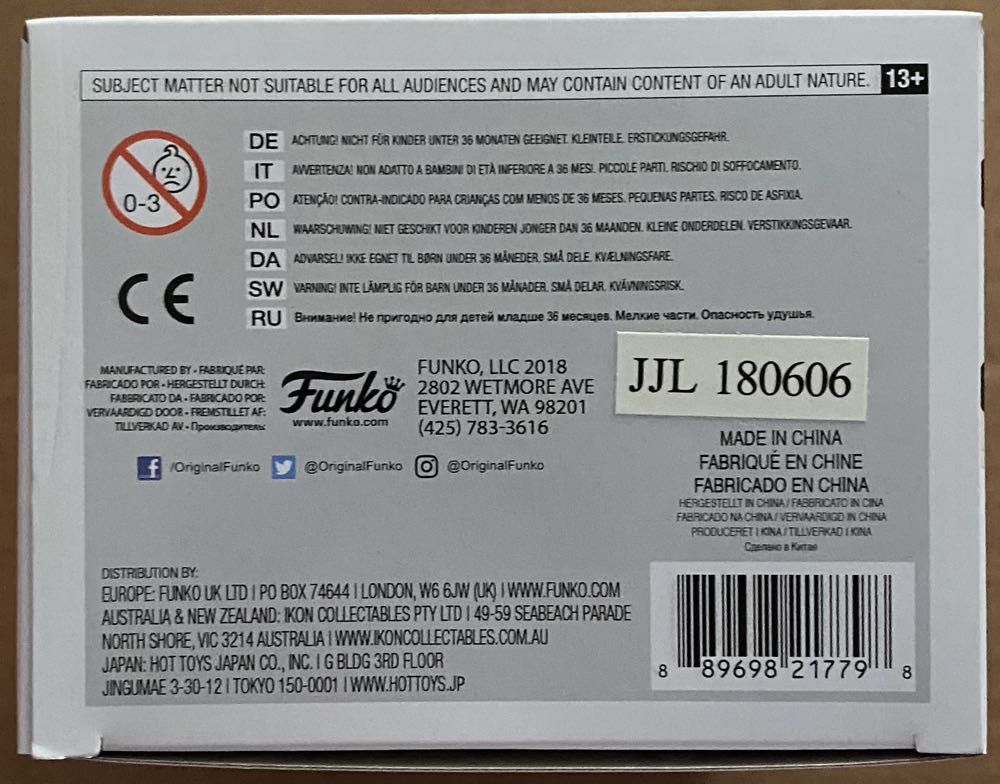 SUBJECT MATTER NOT SUITABLE FOR ALL AUDIENCES AND MAY CONTAIN CONTENT OF AN ADULT NATURE. 13+
0-3
DE ACHTUNG! NICHT FÜR KINDER UNTER 36 MONATEN GEEIGNET. KLEINTEILE. ERSTICKUNGSGEFAHR.
IT AVVERTENZA! NON ADATTO A BAMBINI DI ETÀ INFERIORE A 36 MESI. PICCOLE PARTI. RISCHIO DI SOFFOCAMENTO.
PO ATENÇÃO! CONTRA-INDICADO PARA CRIANÇAS COM MENOS DE 36 MESES. PEQUENAS PARTES. RISCO DE ASFIXIA.
NL WAARSCHUWING! NIET GESCHIKT VOOR KINDEREN JONGER DAN 36 MAANDEN. KLEINE ONDERDELEN. VERSTIKKINGSGEVAAR.
DA ADVARSEL! IKKE EGNET TIL BØRN UNDER 36 MÅNEDER. SMÅ DELE. KVÆLNINGSFARE.
SW VARNING! INTE LÄMPLIG FÖR BARN UNDER 36 MÅNADER. SMÅ DELAR. KVÄVNINGSRISK.
RU Внимание! Не пригодно для детей младше 36 месяцев. Мелкие части. Опасность удушья.
CE
MANUFACTURED BY • FABRIQUÉ PAR:
FABRICADO POR • HERGESTELLT DURCH:
FABBRICATO DA • FABRICADO POR:
VERVAARDIGD DOOR • FREMSTILLET AF:
TILLVERKAD AV • Производитель:
Funko
www.funko.com
FUNKO, LLC 2018
2802 WETMORE AVE
EVERETT, WA 98201
(425) 783-3616
JJL 180606
/OriginalFunko @OriginalFunko @OriginalFunko
MADE IN CHINA
FABRIQUÉ EN CHINE
FABRICADO EN CHINA
HERGESTELLT IN CHINA / FABBRICATO IN CINA
FABRICADO NA CHINA / VERVAARDIGD IN CHINA
PRODUCERET I KINA / TILLVERKAD I KINA
Сделано в Китае
DISTRIBUTION BY:
EUROPE: FUNKO UK LTD | PO BOX 74644 | LONDON, W6 6JW (UK) | WWW.FUNKO.COM
AUSTRALIA & NEW ZEALAND: IKON COLLECTABLES PTY LTD | 49-59 SEABEACH PARADE
NORTH SHORE, VIC 3214 AUSTRALIA | WWW.IKONCOLLECTABLES.COM.AU
JAPAN: HOT TOYS JAPAN CO., INC. | G BLDG 3RD FLOOR
JINGUMAE 3-30-12 | TOKYO 150-0001 | WWW.HOTTOYS.JP
8 89698 21779 8